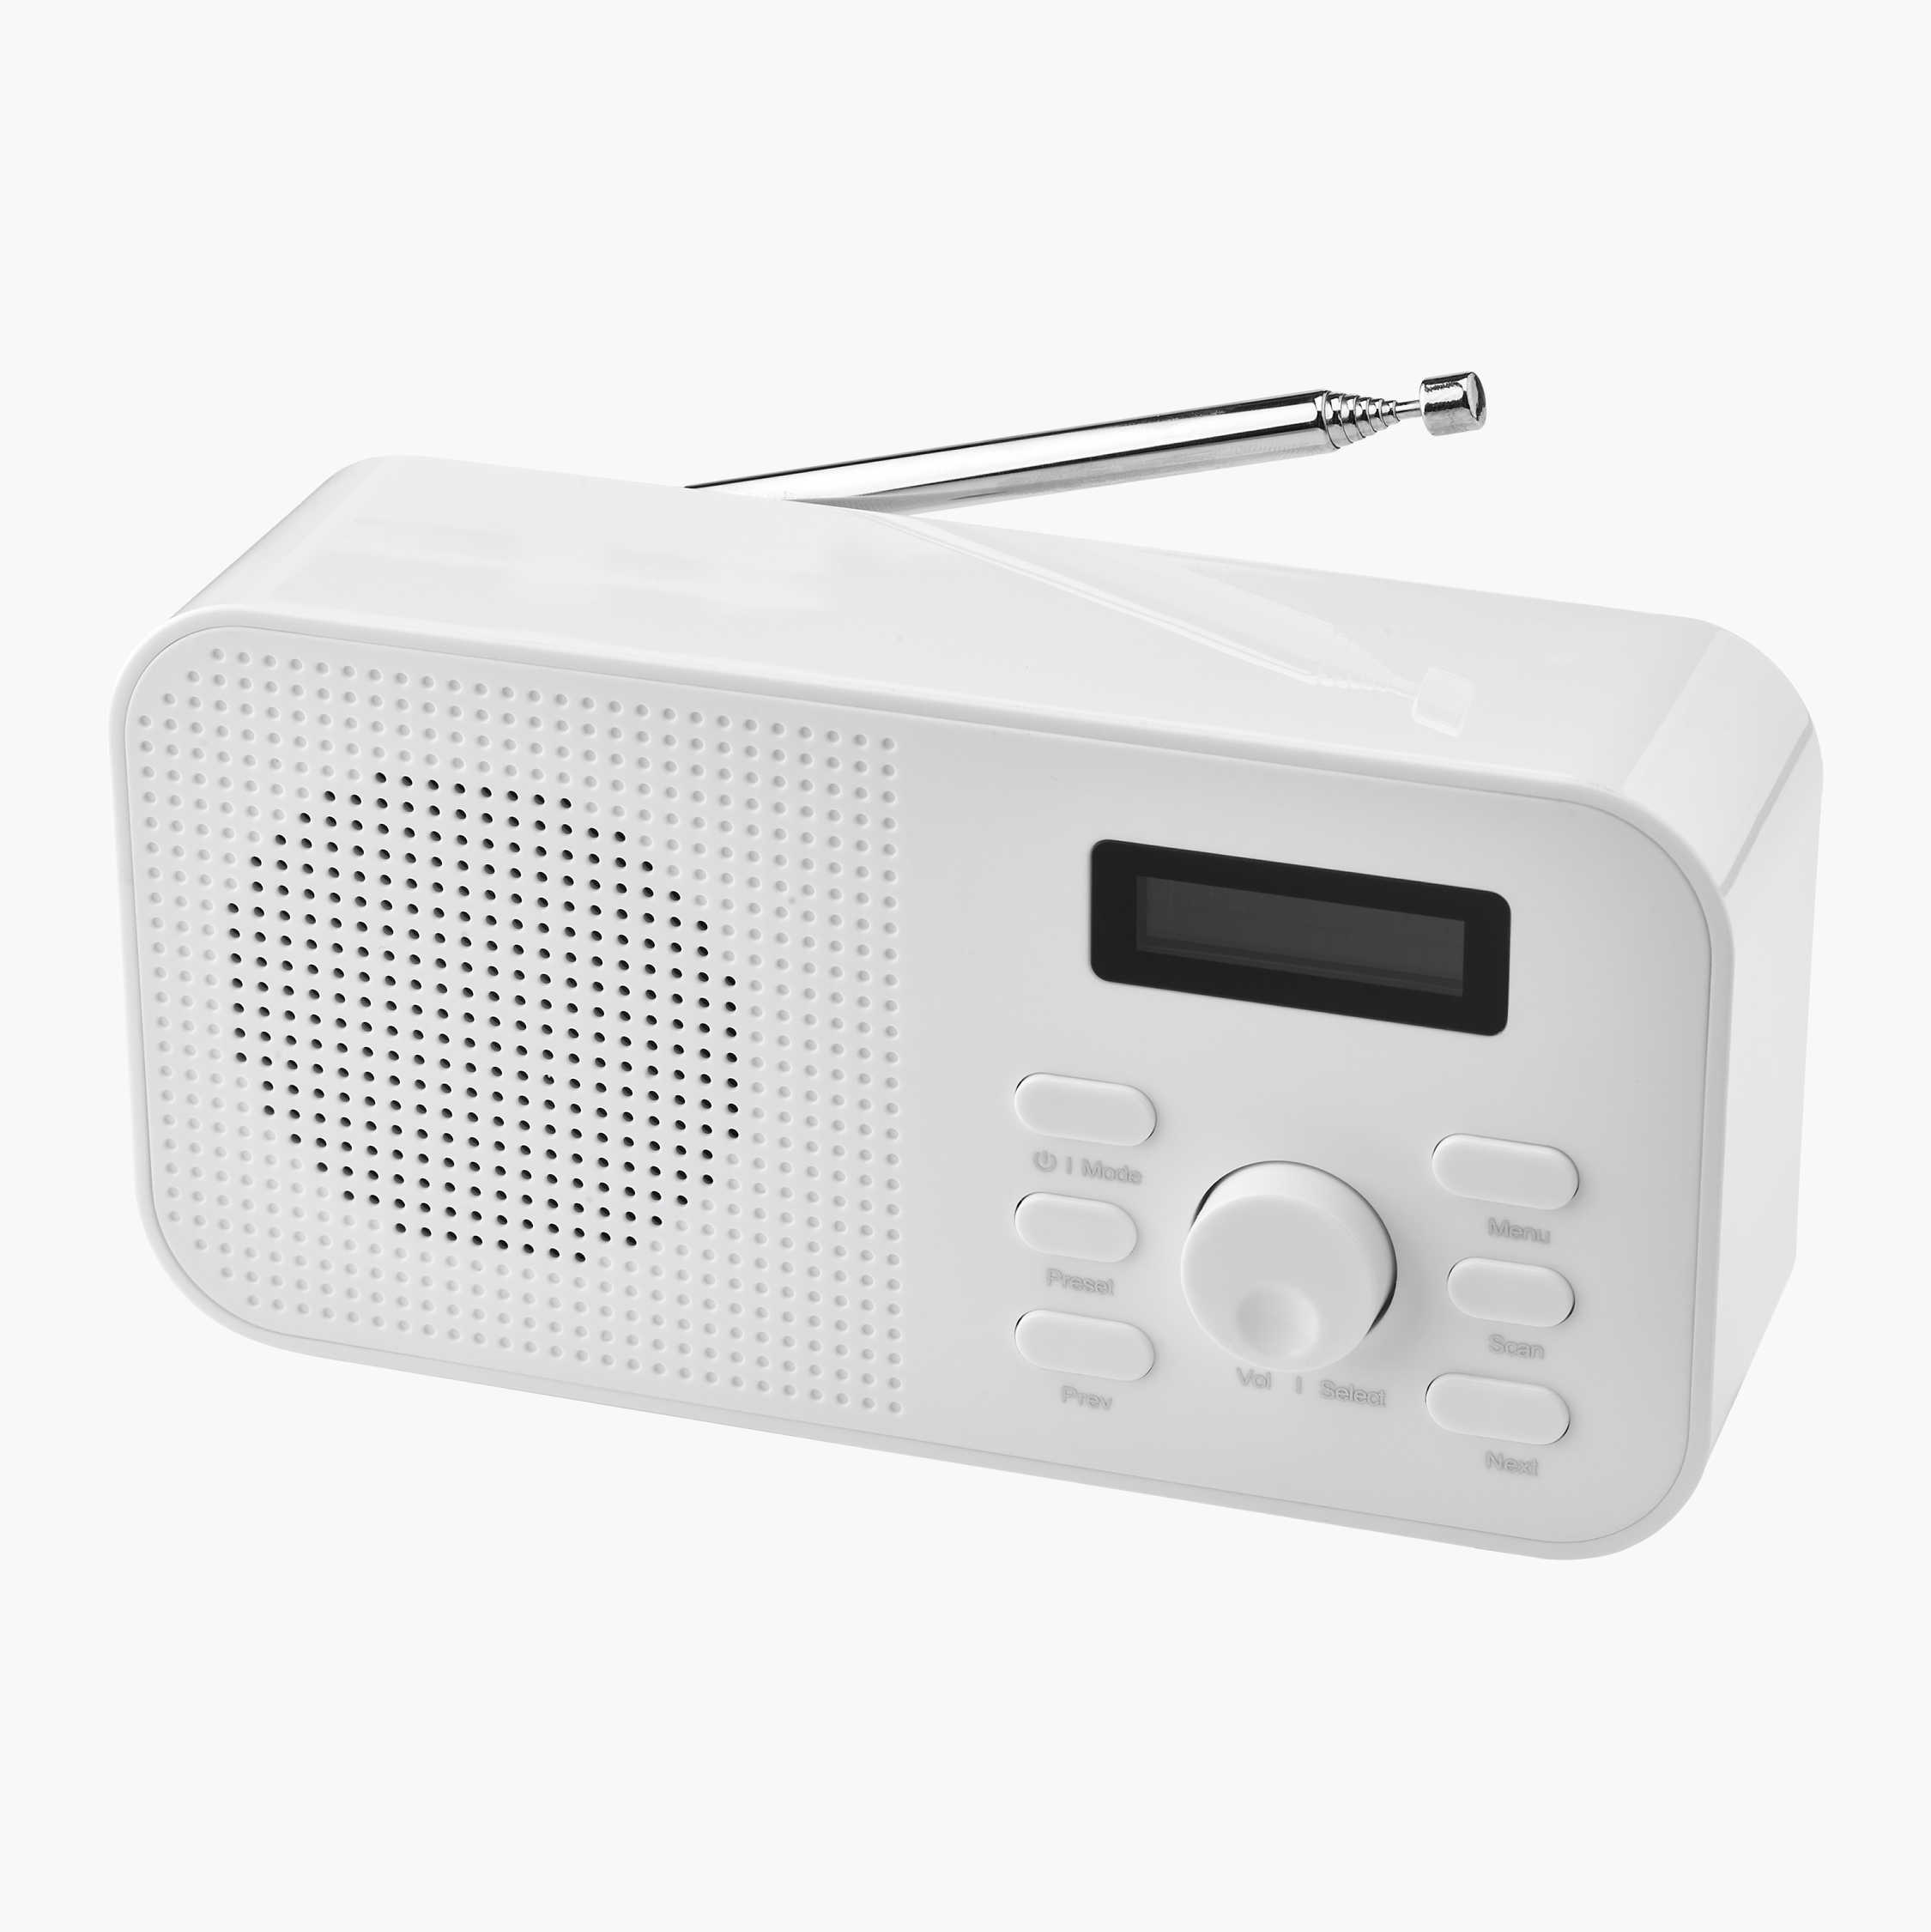 ⏻ | Mode
Preset
Prev
Vol | Select
Menu
Scan
Next